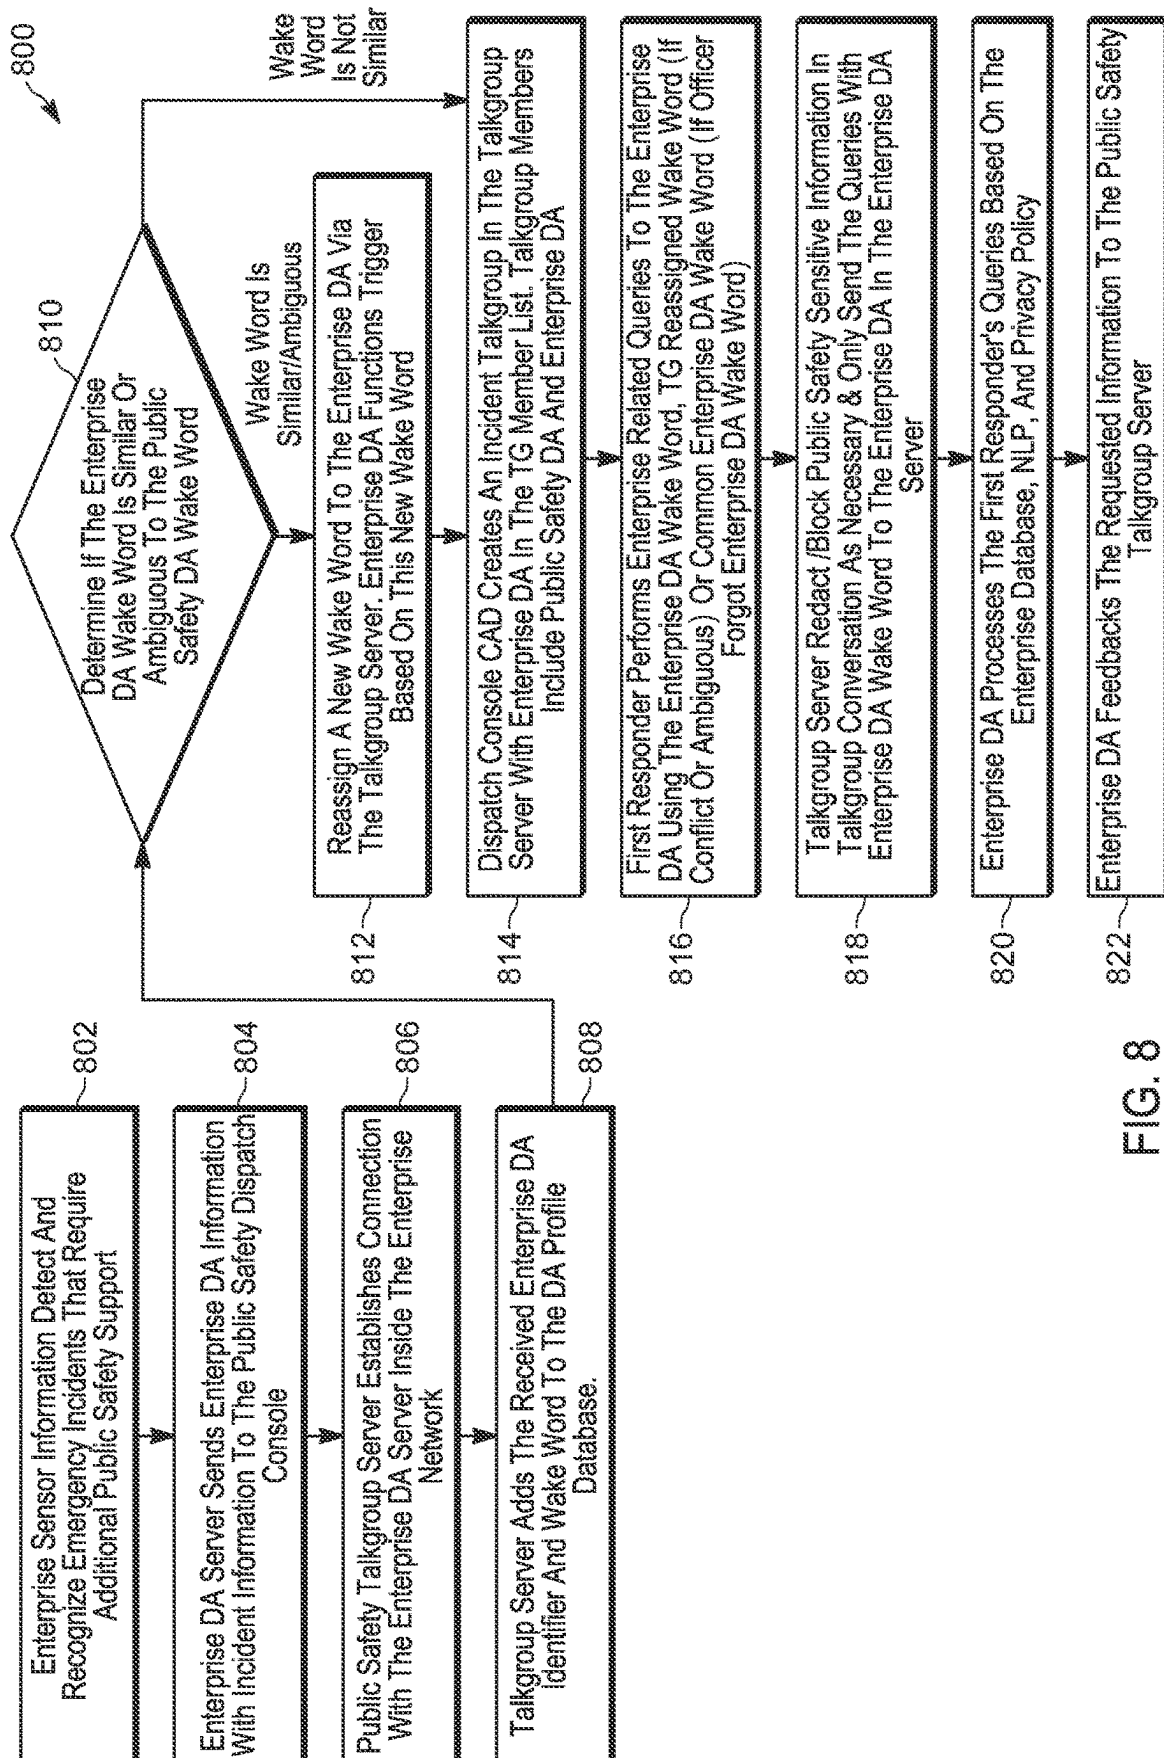 800
Enterprise Sensor Information Detect And
Recognize Emergency Incidents That Require
Additional Public Safety Support
802
Enterprise DA Server Sends Enterprise DA Information
With Incident Information To The Public Safety Dispatch
Console
804
Public Safety Talkgroup Server Establishes Connection
With The Enterprise DA Server Inside The Enterprise
Network
806
Talkgroup Server Adds The Received Enterprise DA
Identifier And Wake Word To The DA Profile
Database.
808
Determine If The Enterprise
DA Wake Word Is Similar Or
Ambiguous To The Public
Safety DA Wake Word
810
Wake
Word
Is Not
Similar
Wake Word Is
Similar/Ambiguous
Reassign A New Wake Word To The Enterprise DA Via
The Talkgroup Server. Enterprise DA Functions Trigger
Based On This New Wake Word
812
Dispatch Console CAD Creates An Incident Talkgroup In The Talkgroup
Server With Enterprise DA In The TG Member List. Talkgroup Members
Include Public Safety DA And Enterprise DA
814
First Responder Performs Enterprise Related Queries To The Enterprise
DA Using The Enterprise DA Wake Word, TG Reassigned Wake Word (If
Conflict Or Ambiguous) Or Common Enterprise DA Wake Word (If Officer
Forgot Enterprise DA Wake Word)
816
Talkgroup Server Redact /Block Public Safety Sensitive Information In
Talkgroup Conversation As Necessary & Only Send The Queries With
Enterprise DA Wake Word To The Enterprise DA In The Enterprise DA
Server
818
Enterprise DA Processes The First Responder's Queries Based On The
Enterprise Database, NLP, And Privacy Policy
820
Enterprise DA Feedbacks The Requested Information To The Public Safety
Talkgroup Server
822
FIG. 8